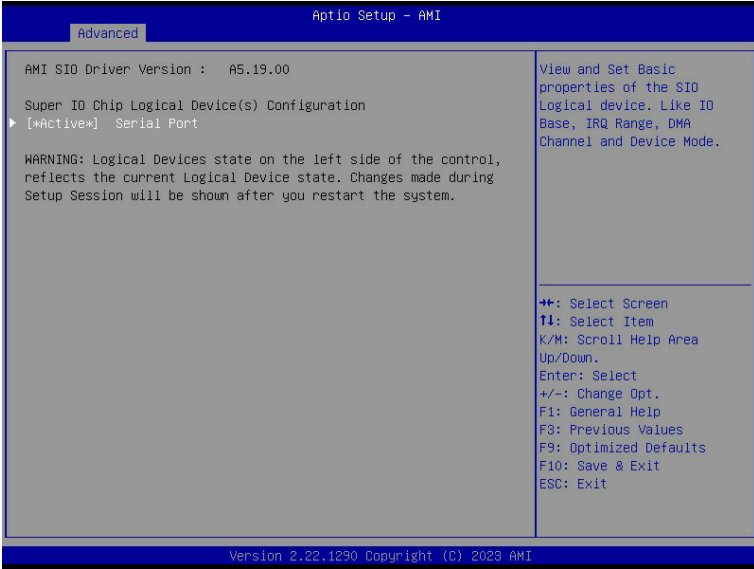 Aptio Setup - AMI
Advanced
AMI SIO Driver Version : A5.19.00
Super IO Chip Logical Device(s) Configuration
[*Active*] Serial Port
WARNING: Logical Devices state on the left side of the control,
reflects the current Logical Device state. Changes made during
Setup Session will be shown after you restart the system.
View and Set Basic
properties of the SIO
Logical device. Like IO
Base, IRQ Range, DMA
Channel and Device Mode.
→←: Select Screen
↑↓: Select Item
K/M: Scroll Help Area
Up/Down.
Enter: Select
+/-: Change Opt.
F1: General Help
F3: Previous Values
F9: Optimized Defaults
F10: Save & Exit
ESC: Exit
Version 2.22.1290 Copyright (C) 2023 AMI